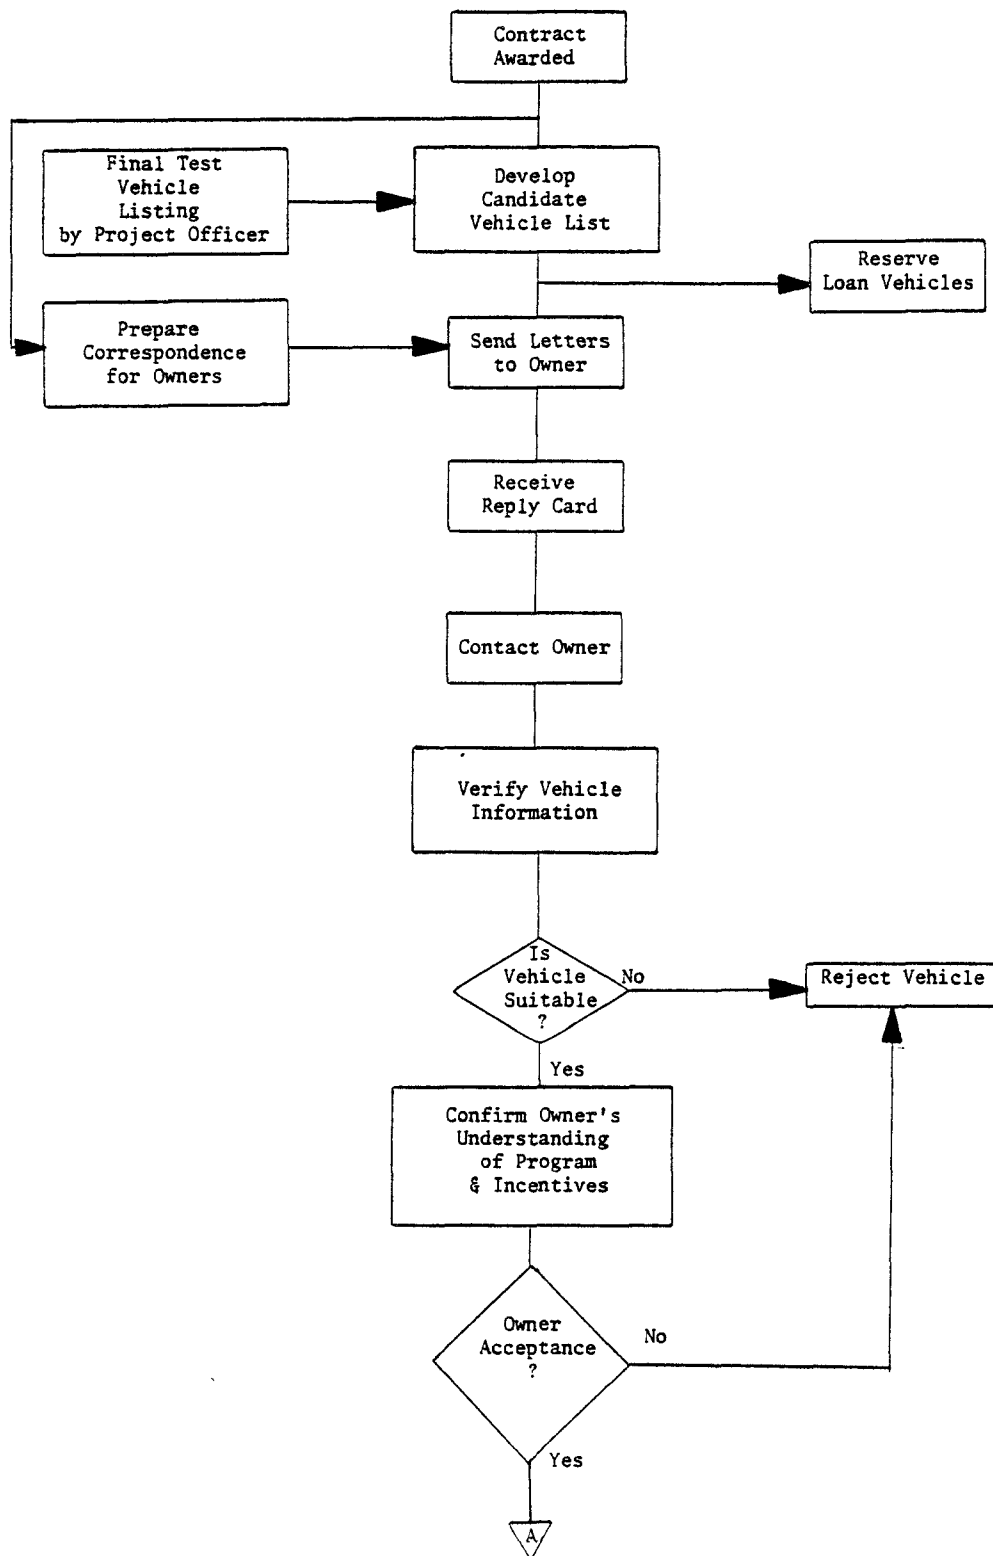 Contract
Awarded
Final Test
Vehicle
Listing
by Project Officer
Develop
Candidate
Vehicle List
Reserve
Loan Vehicles
Prepare
Correspondence
for Owners
Send Letters
to Owner
Receive
Reply Card
Contact Owner
Verify Vehicle
Information
Is
Vehicle
Suitable
?
No
Reject Vehicle
Yes
Confirm Owner's
Understanding
of Program
& Incentives
Owner
Acceptance
?
No
Yes
A